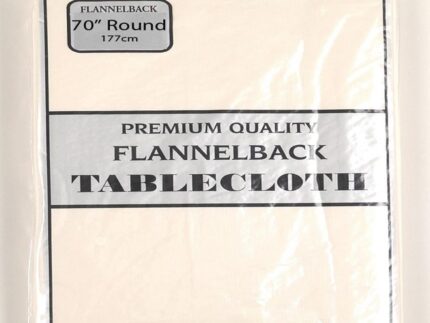 FLANNELBACK
70" Round
177cm
PREMIUM QUALITY
FLANNELBACK
TABLECLOTH